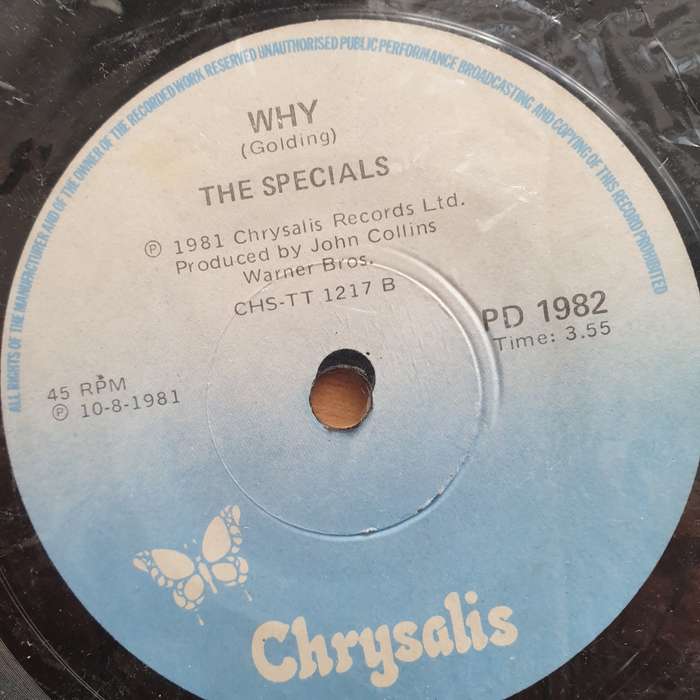 ALL RIGHTS OF THE MANUFACTURER AND OF THE OWNER OF THE RECORDED WORK RESERVED UNAUTHORISED PUBLIC PERFORMANCE BROADCASTING AND COPYING OF THIS RECORD PROHIBITED
WHY
(Golding)
THE SPECIALS
℗ 1981 Chrysalis Records Ltd.
Produced by John Collins
Warner Bros.
CHS-TT 1217 B
PD 1982
Time: 3.55
45 RPM
℗ 10-8-1981
Chrysalis